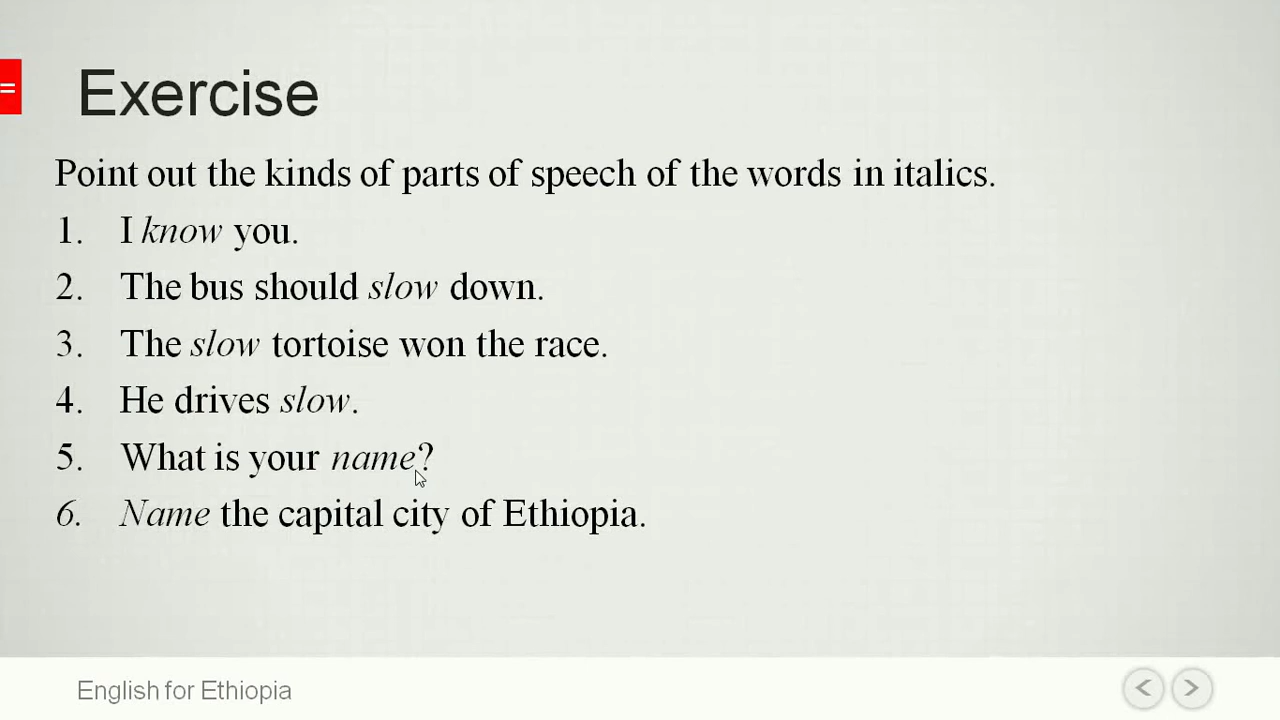 =
Exercise
Point out the kinds of parts of speech of the words in italics.
1. I know you.
2. The bus should slow down.
3. The slow tortoise won the race.
4. He drives slow.
5. What is your name?
6. Name the capital city of Ethiopia.
English for Ethiopia
< >